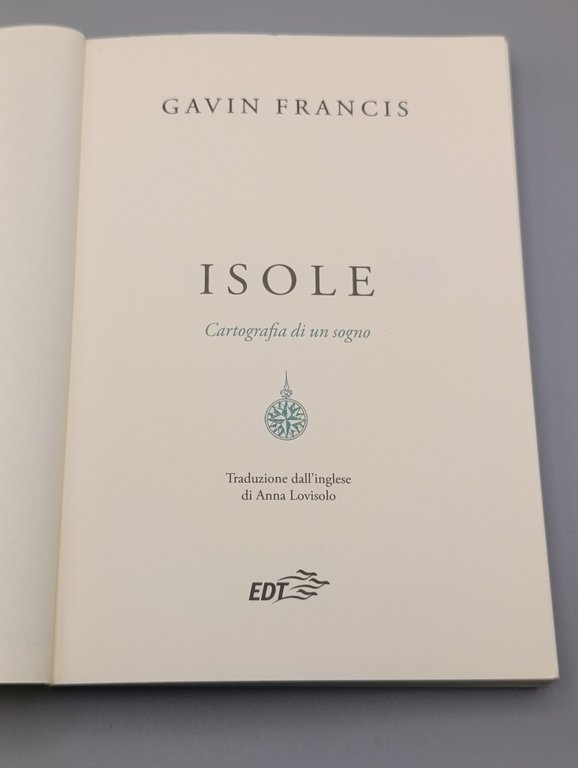 GAVIN FRANCIS
ISOLE
Cartografia di un sogno
Traduzione dall'inglese
di Anna Lovisolo
EDT